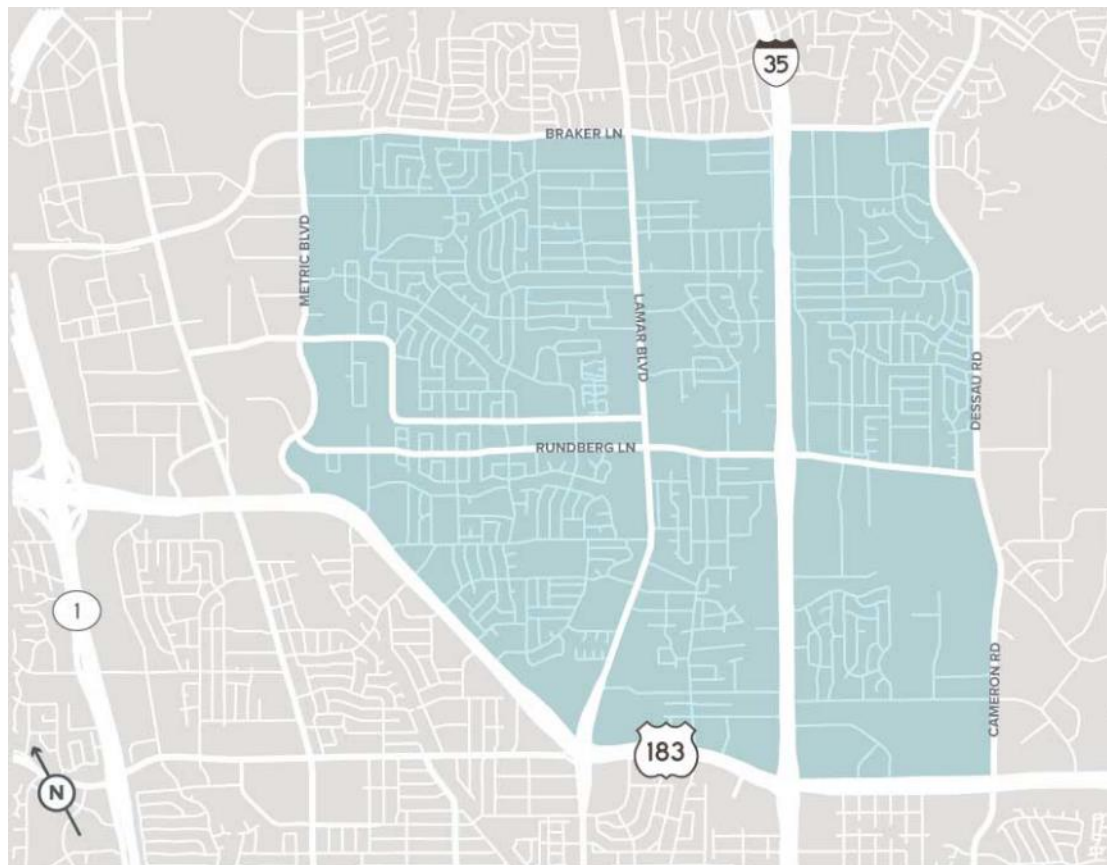 35
BRAKER LN
METRIC BLVD
LAMAR BLVD
DESSAU RD
RUNDBERG LN
1
CAMERON RD
183
N